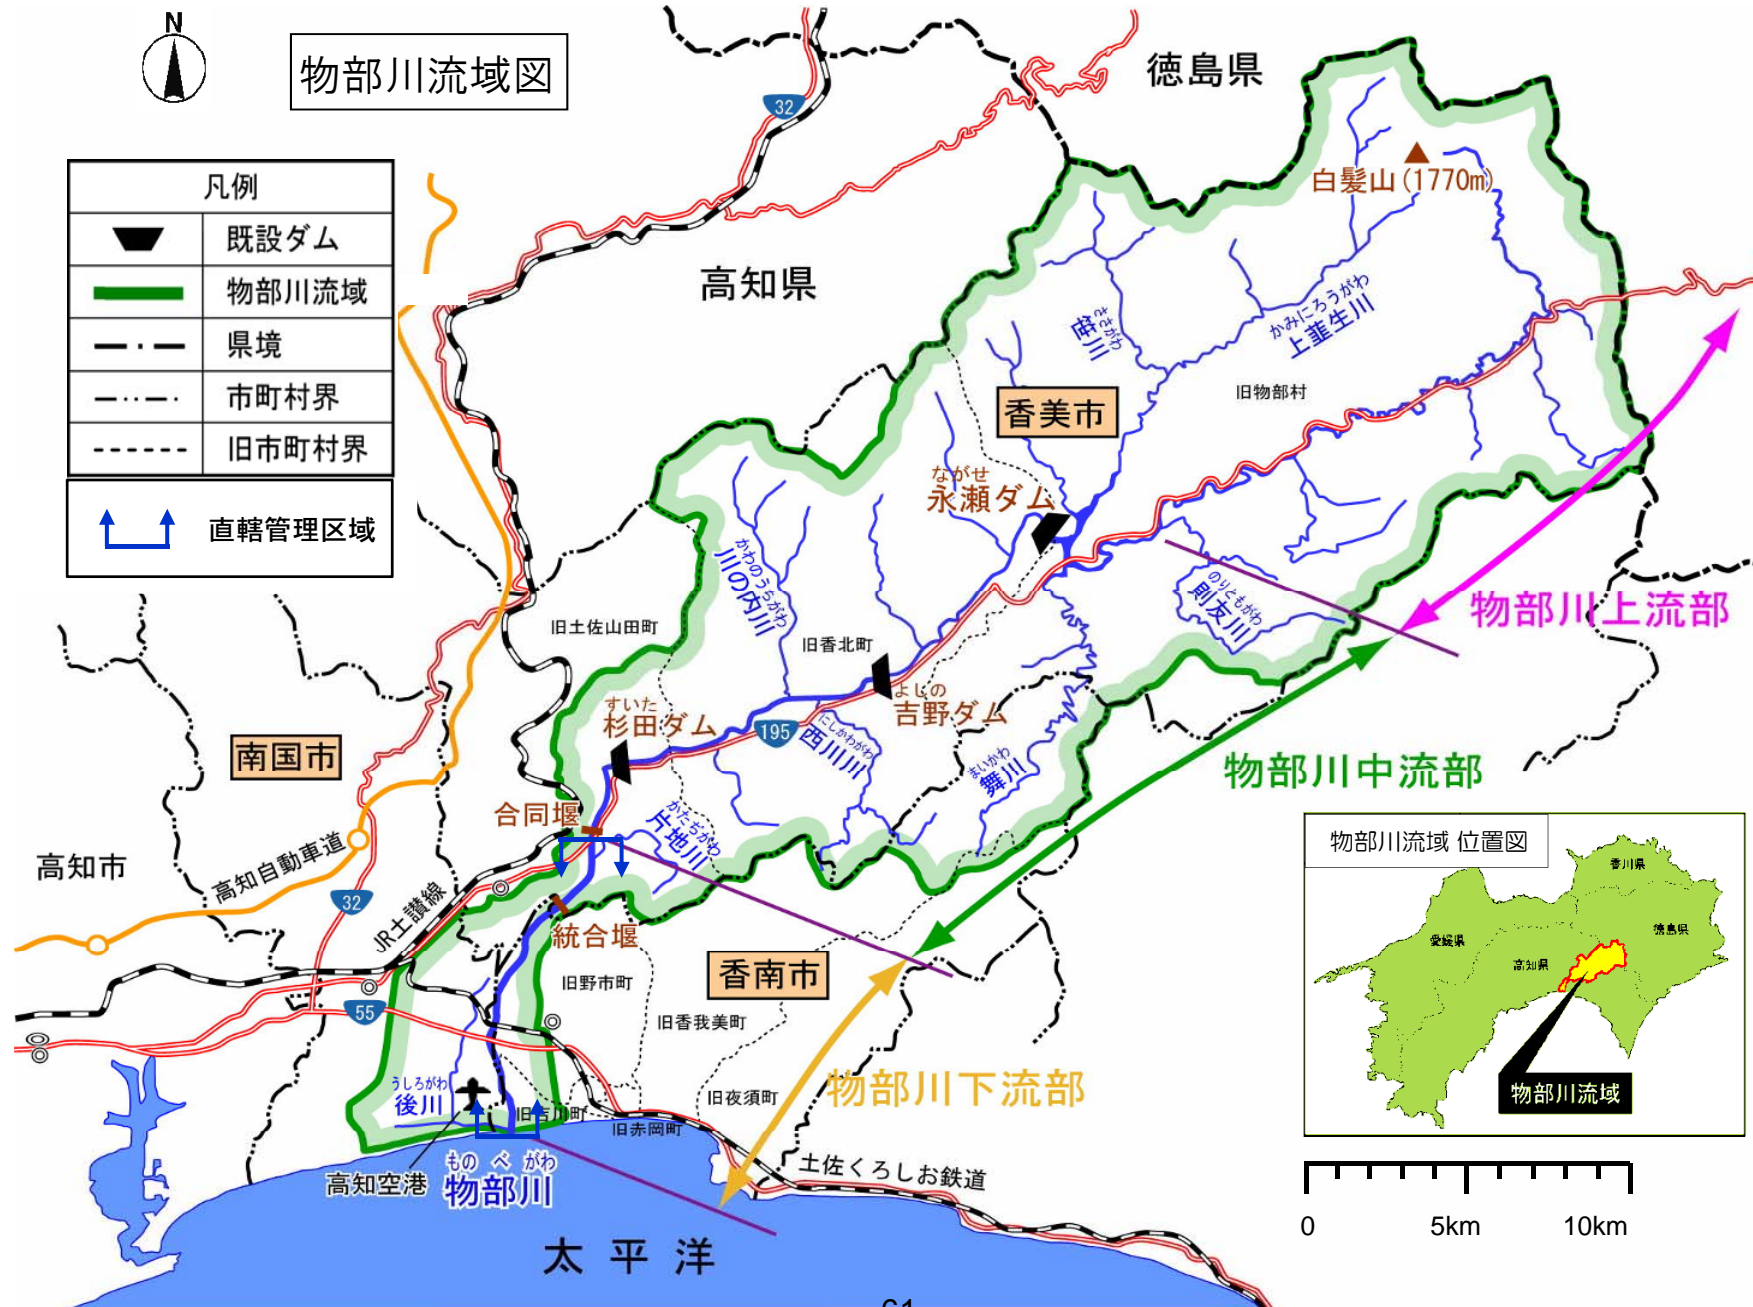 N
物部川流域図
凡例
既設ダム
物部川流域
県境
市町村界
旧市町村界
直轄管理区域
徳島県
32
白髪山(1770m)
高知県
ささがわ
笹川
かみにろうがわ
上韮生川
旧物部村
香美市
ながせ
永瀬ダム
かわのうちがわ
川の内川
のりともがわ
則友川
物部川上流部
旧土佐山田町
旧香北町
すいた
杉田ダム
よしの
吉野ダム
195
にしかわがわ
西川川
まいかわ
舞川
南国市
物部川中流部
合同堰
かたぢがわ
片地川
高知市
高知自動車道
32
JR土讃線
統合堰
香南市
旧野市町
55
旧香我美町
うしろがわ
後川
旧吉川町
旧夜須町
旧赤岡町
物部川下流部
高知空港
もの べ がわ
物部川
土佐くろしお鉄道
太平洋
物部川流域 位置図
香川県
愛媛県
徳島県
高知県
物部川流域
0 5km 10km